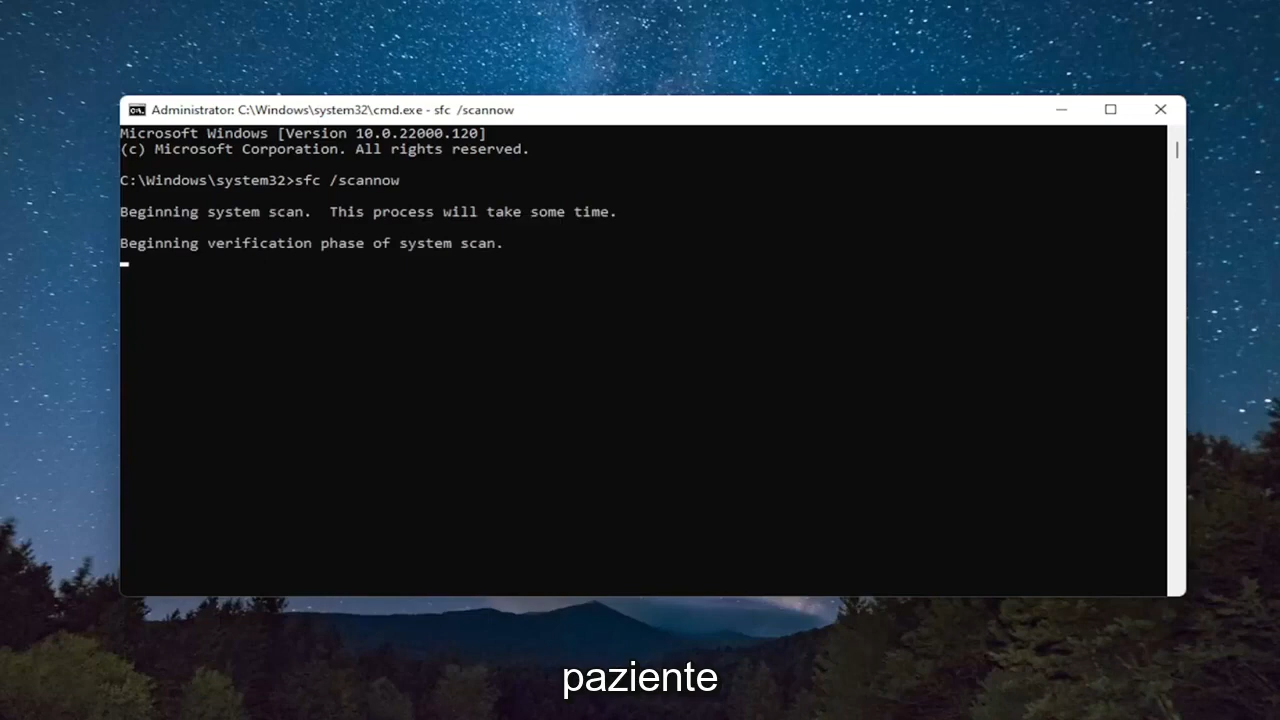 Administrator: C:\Windows\system32\cmd.exe - sfc /scannow
Microsoft Windows [Version 10.0.22000.120]
(c) Microsoft Corporation. All rights reserved.
C:\Windows\system32>sfc /scannow
Beginning system scan.  This process will take some time.
Beginning verification phase of system scan.
paziente